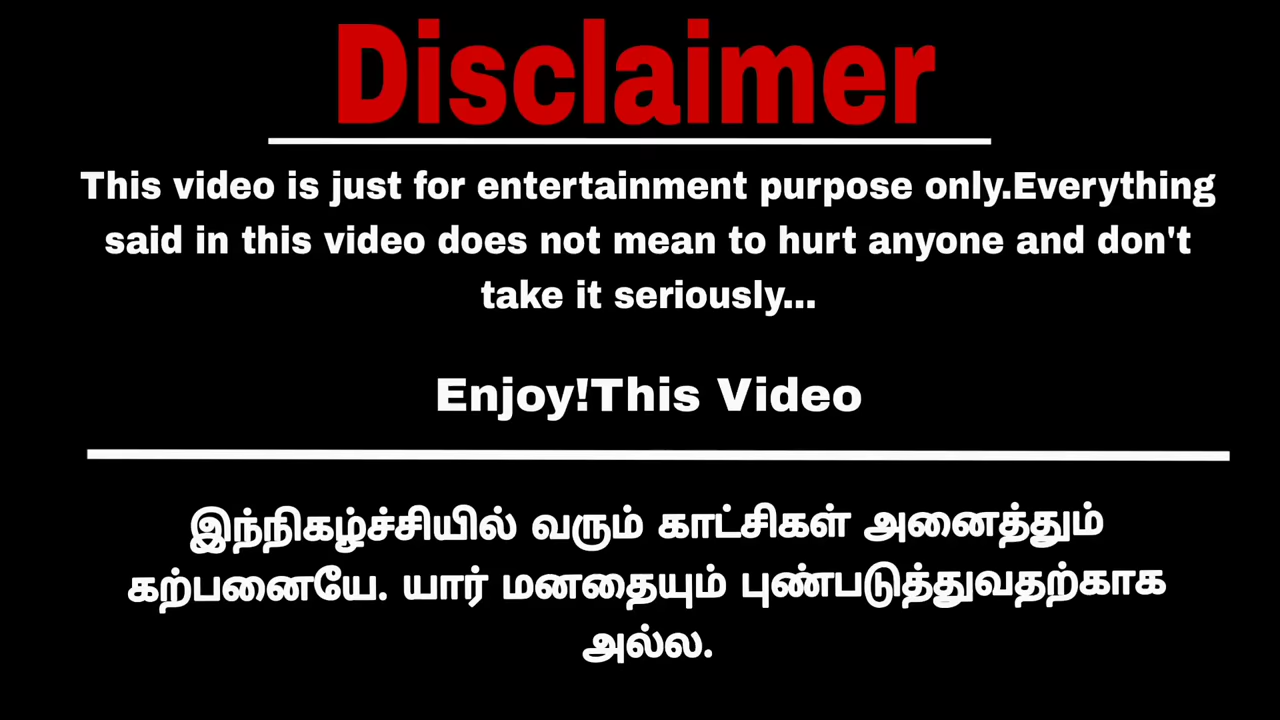 Disclaimer
This video is just for entertainment purpose only.Everything
said in this video does not mean to hurt anyone and don't
take it seriously...
Enjoy!This Video
இந்நிகழ்ச்சியில் வரும் காட்சிகள் அனைத்தும்
கற்பனையே. யார் மனதையும் புண்படுத்துவதற்காக
அல்ல.